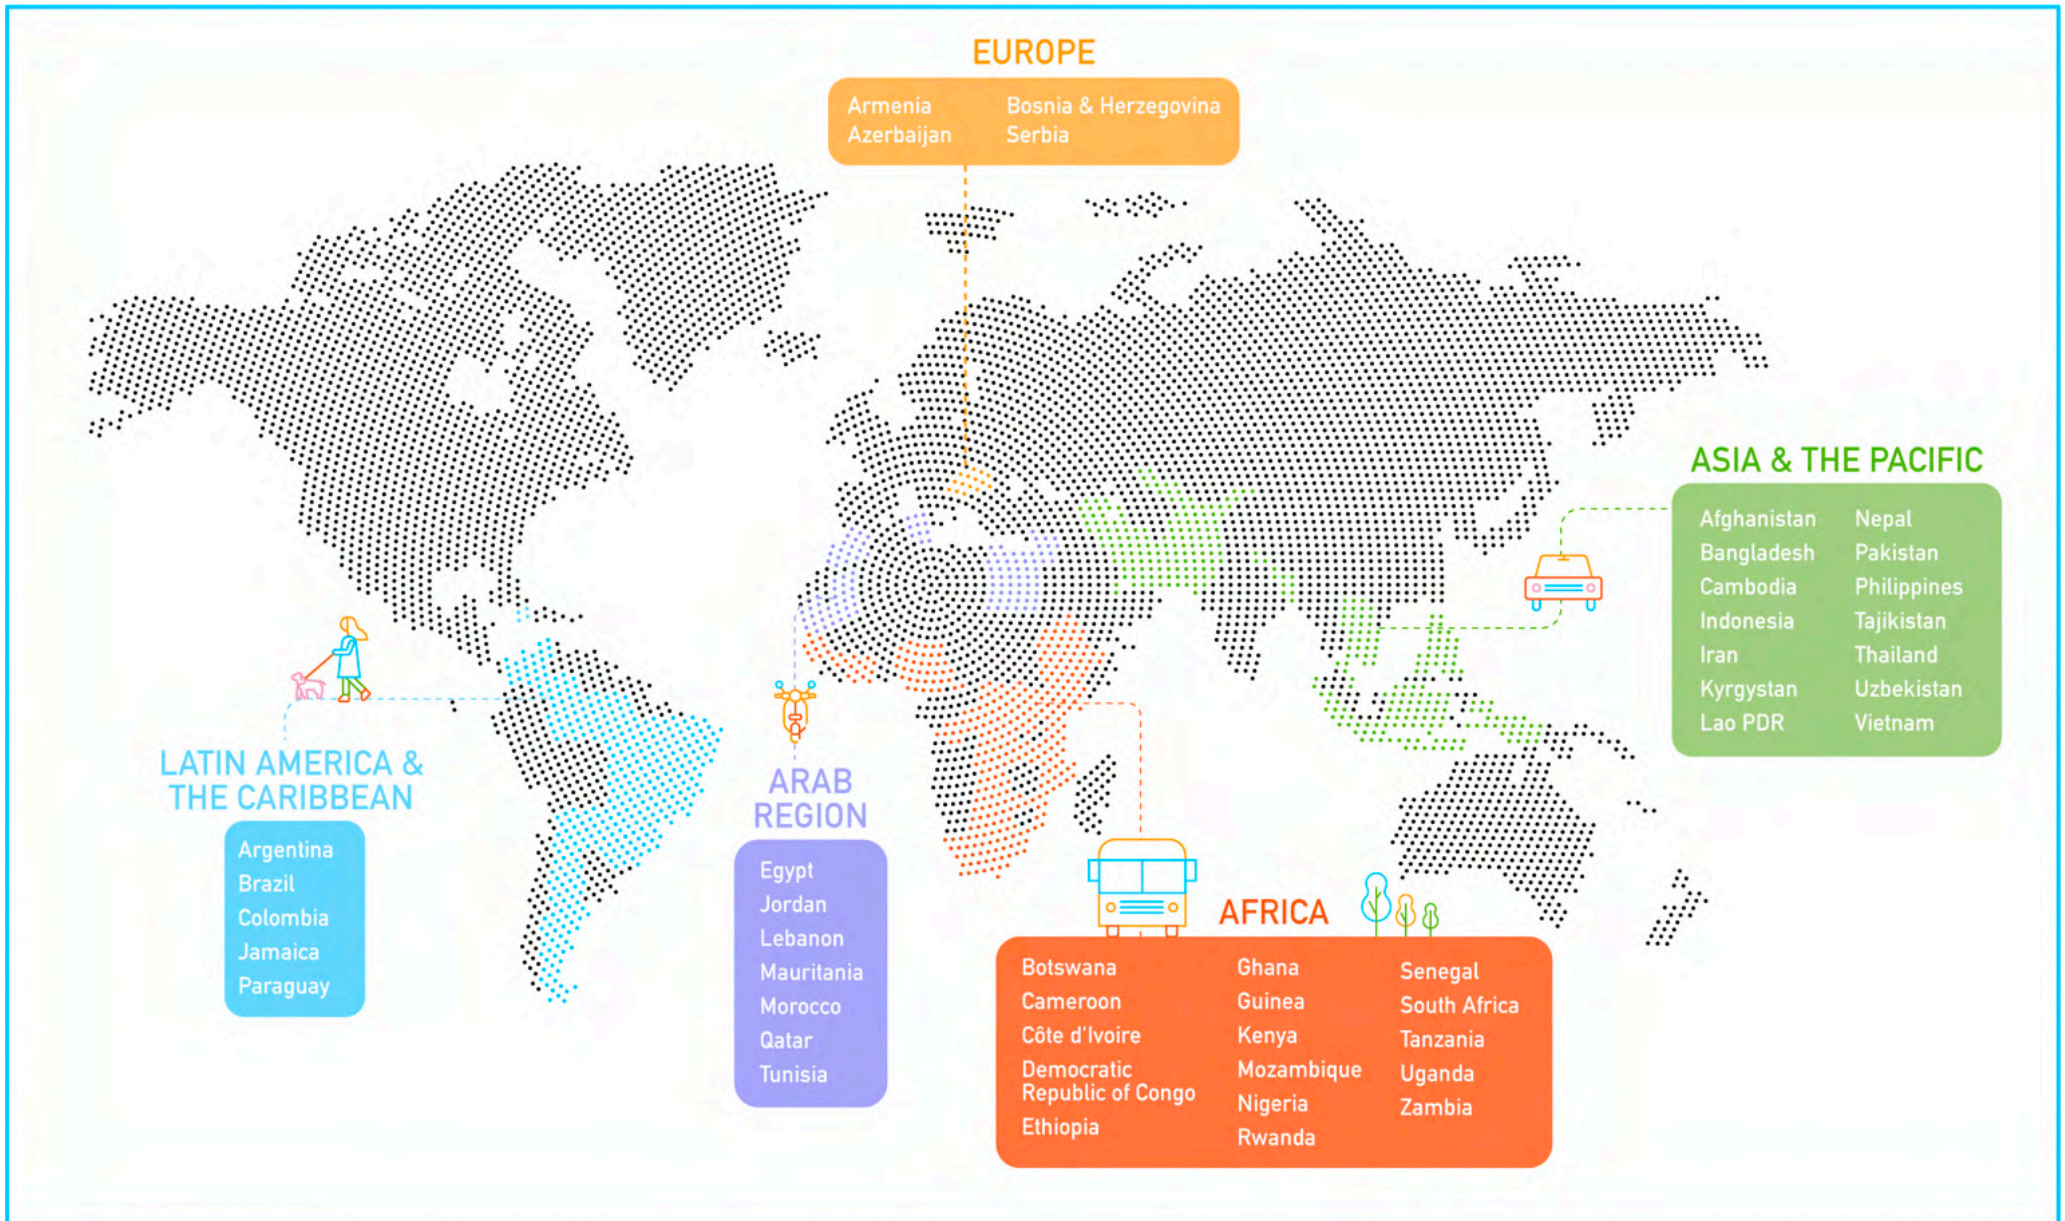 EUROPE
Armenia
Azerbaijan
Bosnia & Herzegovina
Serbia
ASIA & THE PACIFIC
Afghanistan
Bangladesh
Cambodia
Indonesia
Iran
Kyrgystan
Lao PDR
Nepal
Pakistan
Philippines
Tajikistan
Thailand
Uzbekistan
Vietnam
LATIN AMERICA &
THE CARIBBEAN
Argentina
Brazil
Colombia
Jamaica
Paraguay
ARAB
REGION
Egypt
Jordan
Lebanon
Mauritania
Morocco
Qatar
Tunisia
AFRICA
Botswana
Cameroon
Côte d'Ivoire
Democratic
Republic of Congo
Ethiopia
Ghana
Guinea
Kenya
Mozambique
Nigeria
Rwanda
Senegal
South Africa
Tanzania
Uganda
Zambia